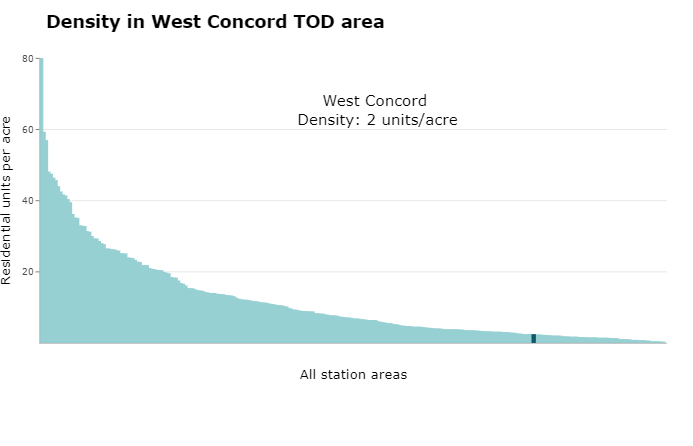 Density in West Concord TOD area
80
60
40
20
Residential units per acre
West Concord
Density: 2 units/acre
All station areas